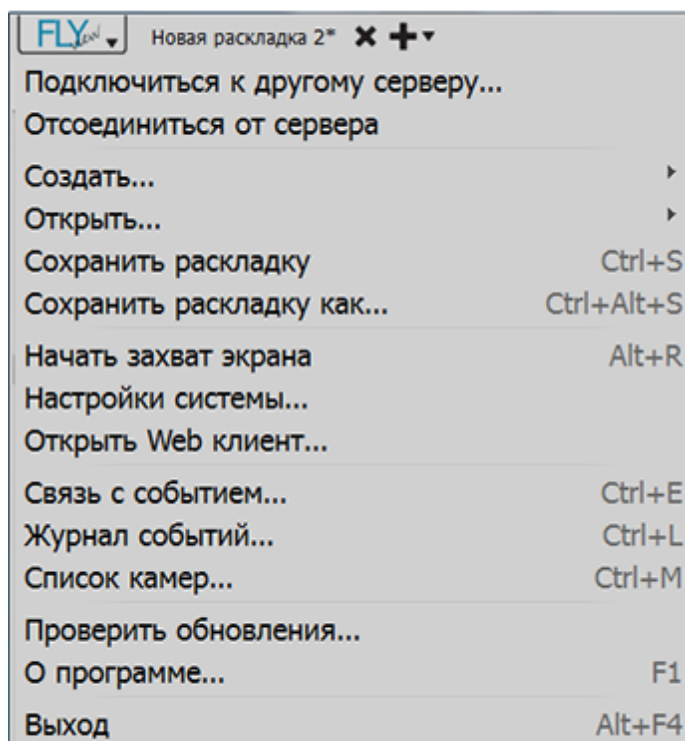 FLYView Новая раскладка 2*
Подключиться к другому серверу...
Отсоединиться от сервера
Создать...
Открыть...
Сохранить раскладку Ctrl+S
Сохранить раскладку как... Ctrl+Alt+S
Начать захват экрана Alt+R
Настройки системы...
Открыть Web клиент...
Связь с событием... Ctrl+E
Журнал событий... Ctrl+L
Список камер... Ctrl+M
Проверить обновления...
О программе... F1
Выход Alt+F4